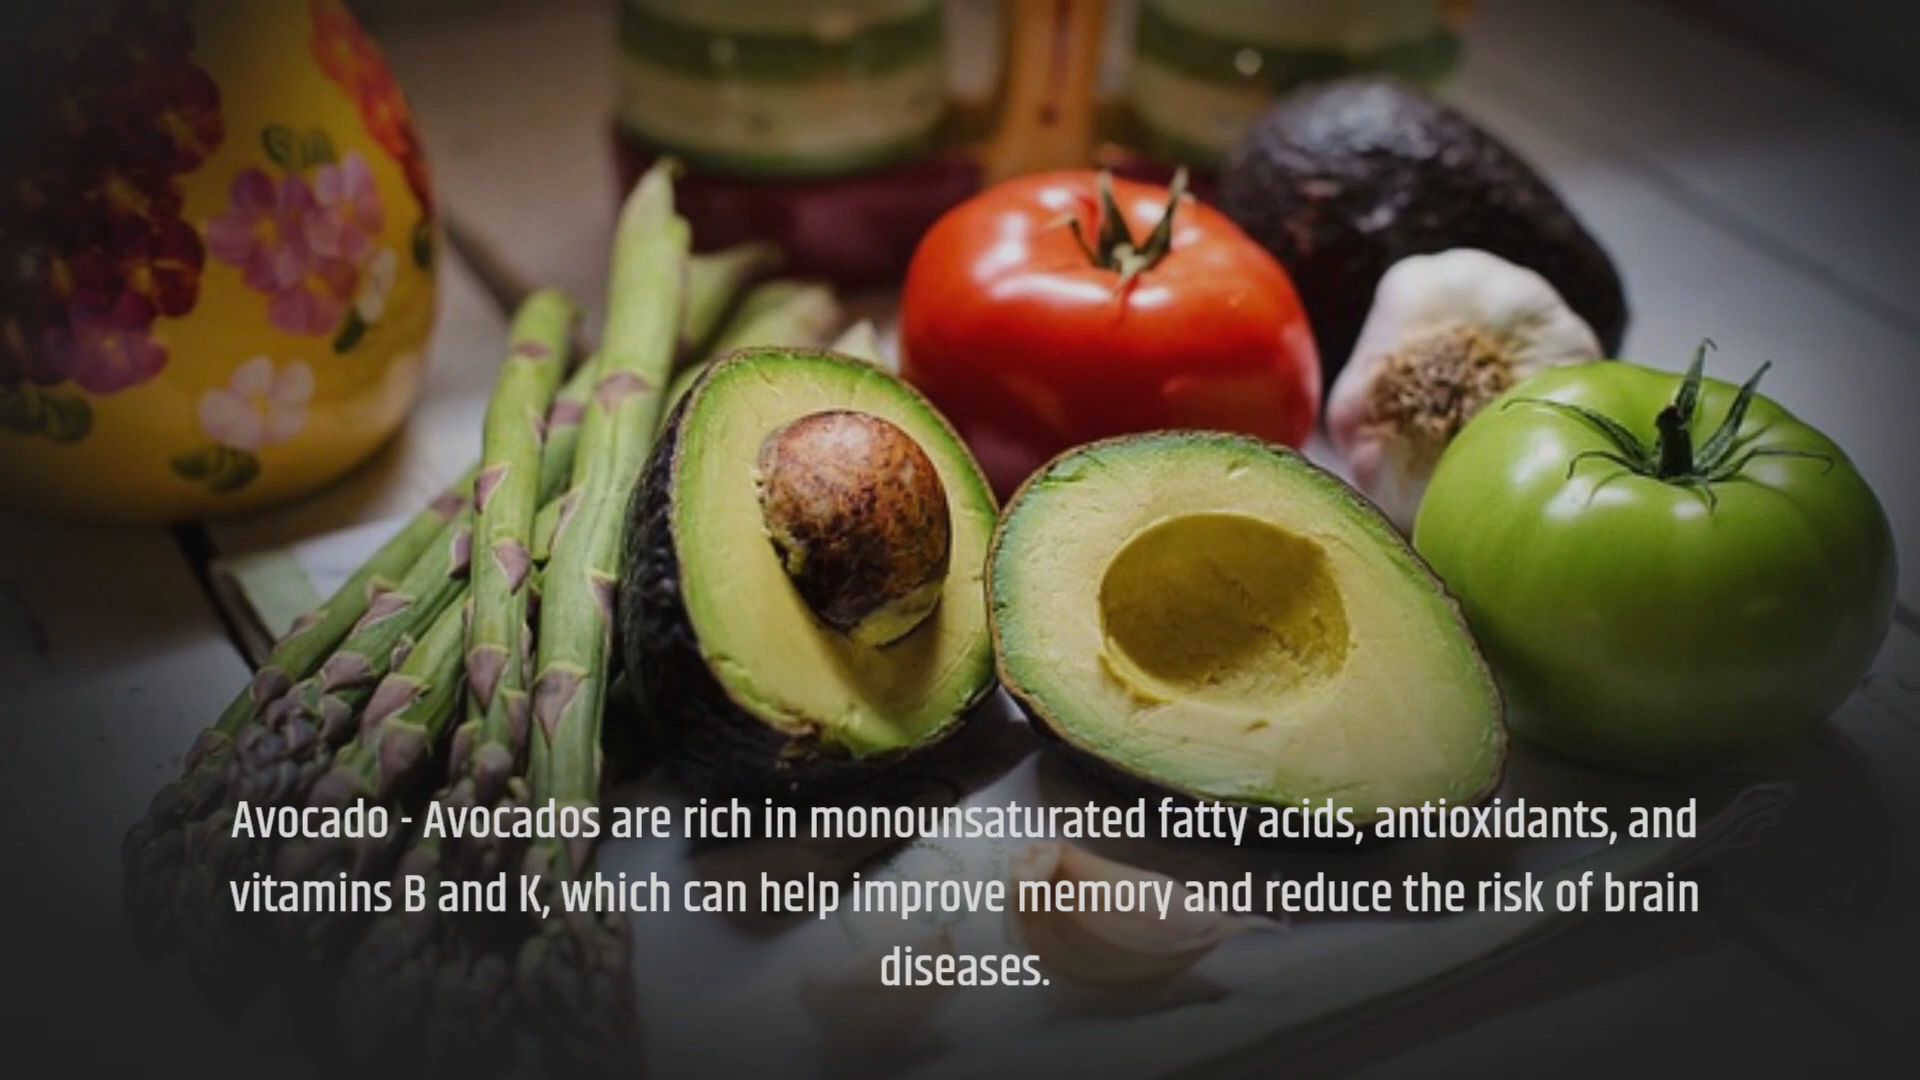 Avocado - Avocados are rich in monounsaturated fatty acids, antioxidants, and
vitamins B and K, which can help improve memory and reduce the risk of brain
diseases.